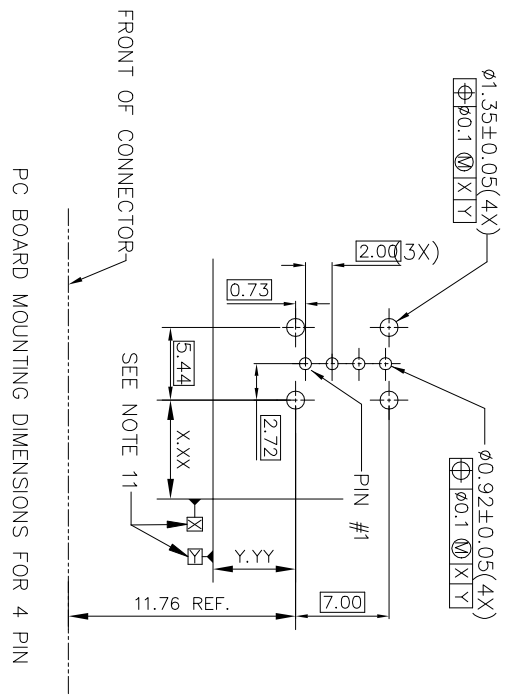 FRONT OF CONNECTOR
PC BOARD MOUNTING DIMENSIONS FOR 4 PIN
Ø1.35±0.05(4X)
⌖ Ø0.1 Ⓜ X Y
2.00(3X)
0.73
5.44
2.72
X.XX
SEE NOTE 11
PIN #1
Ø0.92±0.05(4X)
⌖ Ø0.1 Ⓜ X Y
X
Y
Y.YY
11.76 REF.
7.00